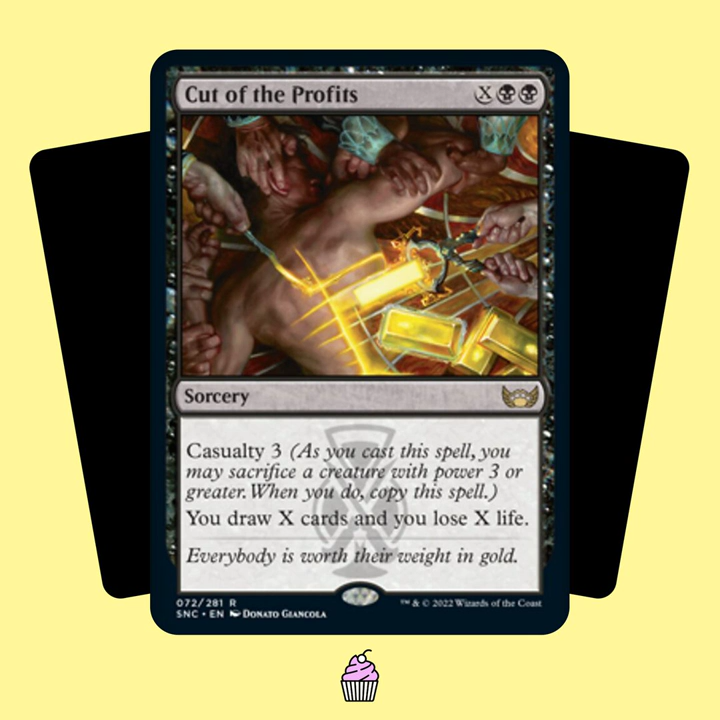 Cut of the Profits X
Sorcery
Casualty 3 (As you cast this spell, you
may sacrifice a creature with power 3 or
greater. When you do, copy this spell.)
You draw X cards and you lose X life.
Everybody is worth their weight in gold.
072/281 R
SNC • EN Donato Giancola
™ & © 2022 Wizards of the Coast